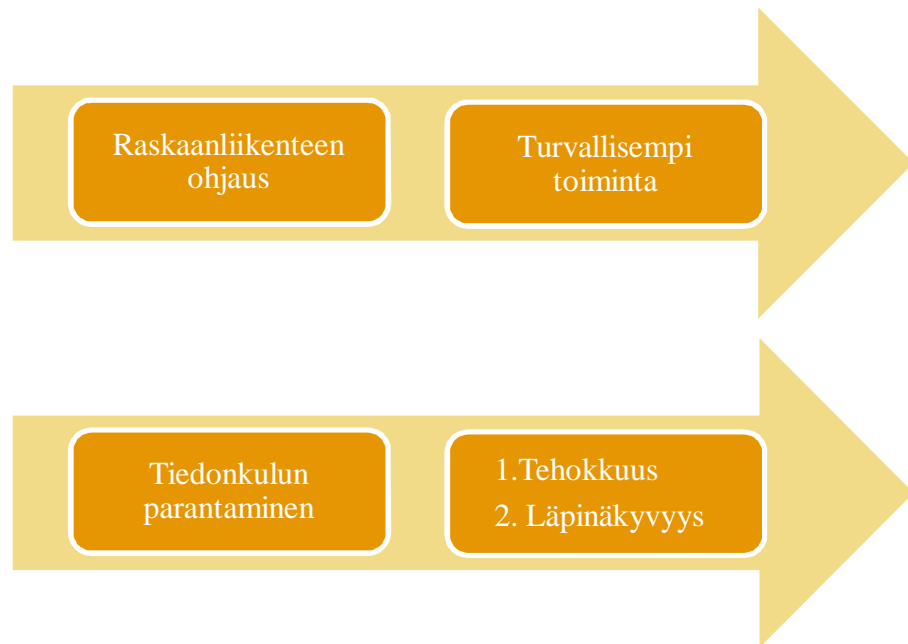 Raskaanliikenteen
ohjaus
Turvallisempi
toiminta
Tiedonkulun
parantaminen
1.Tehokkuus
2. Läpinäkyvyys